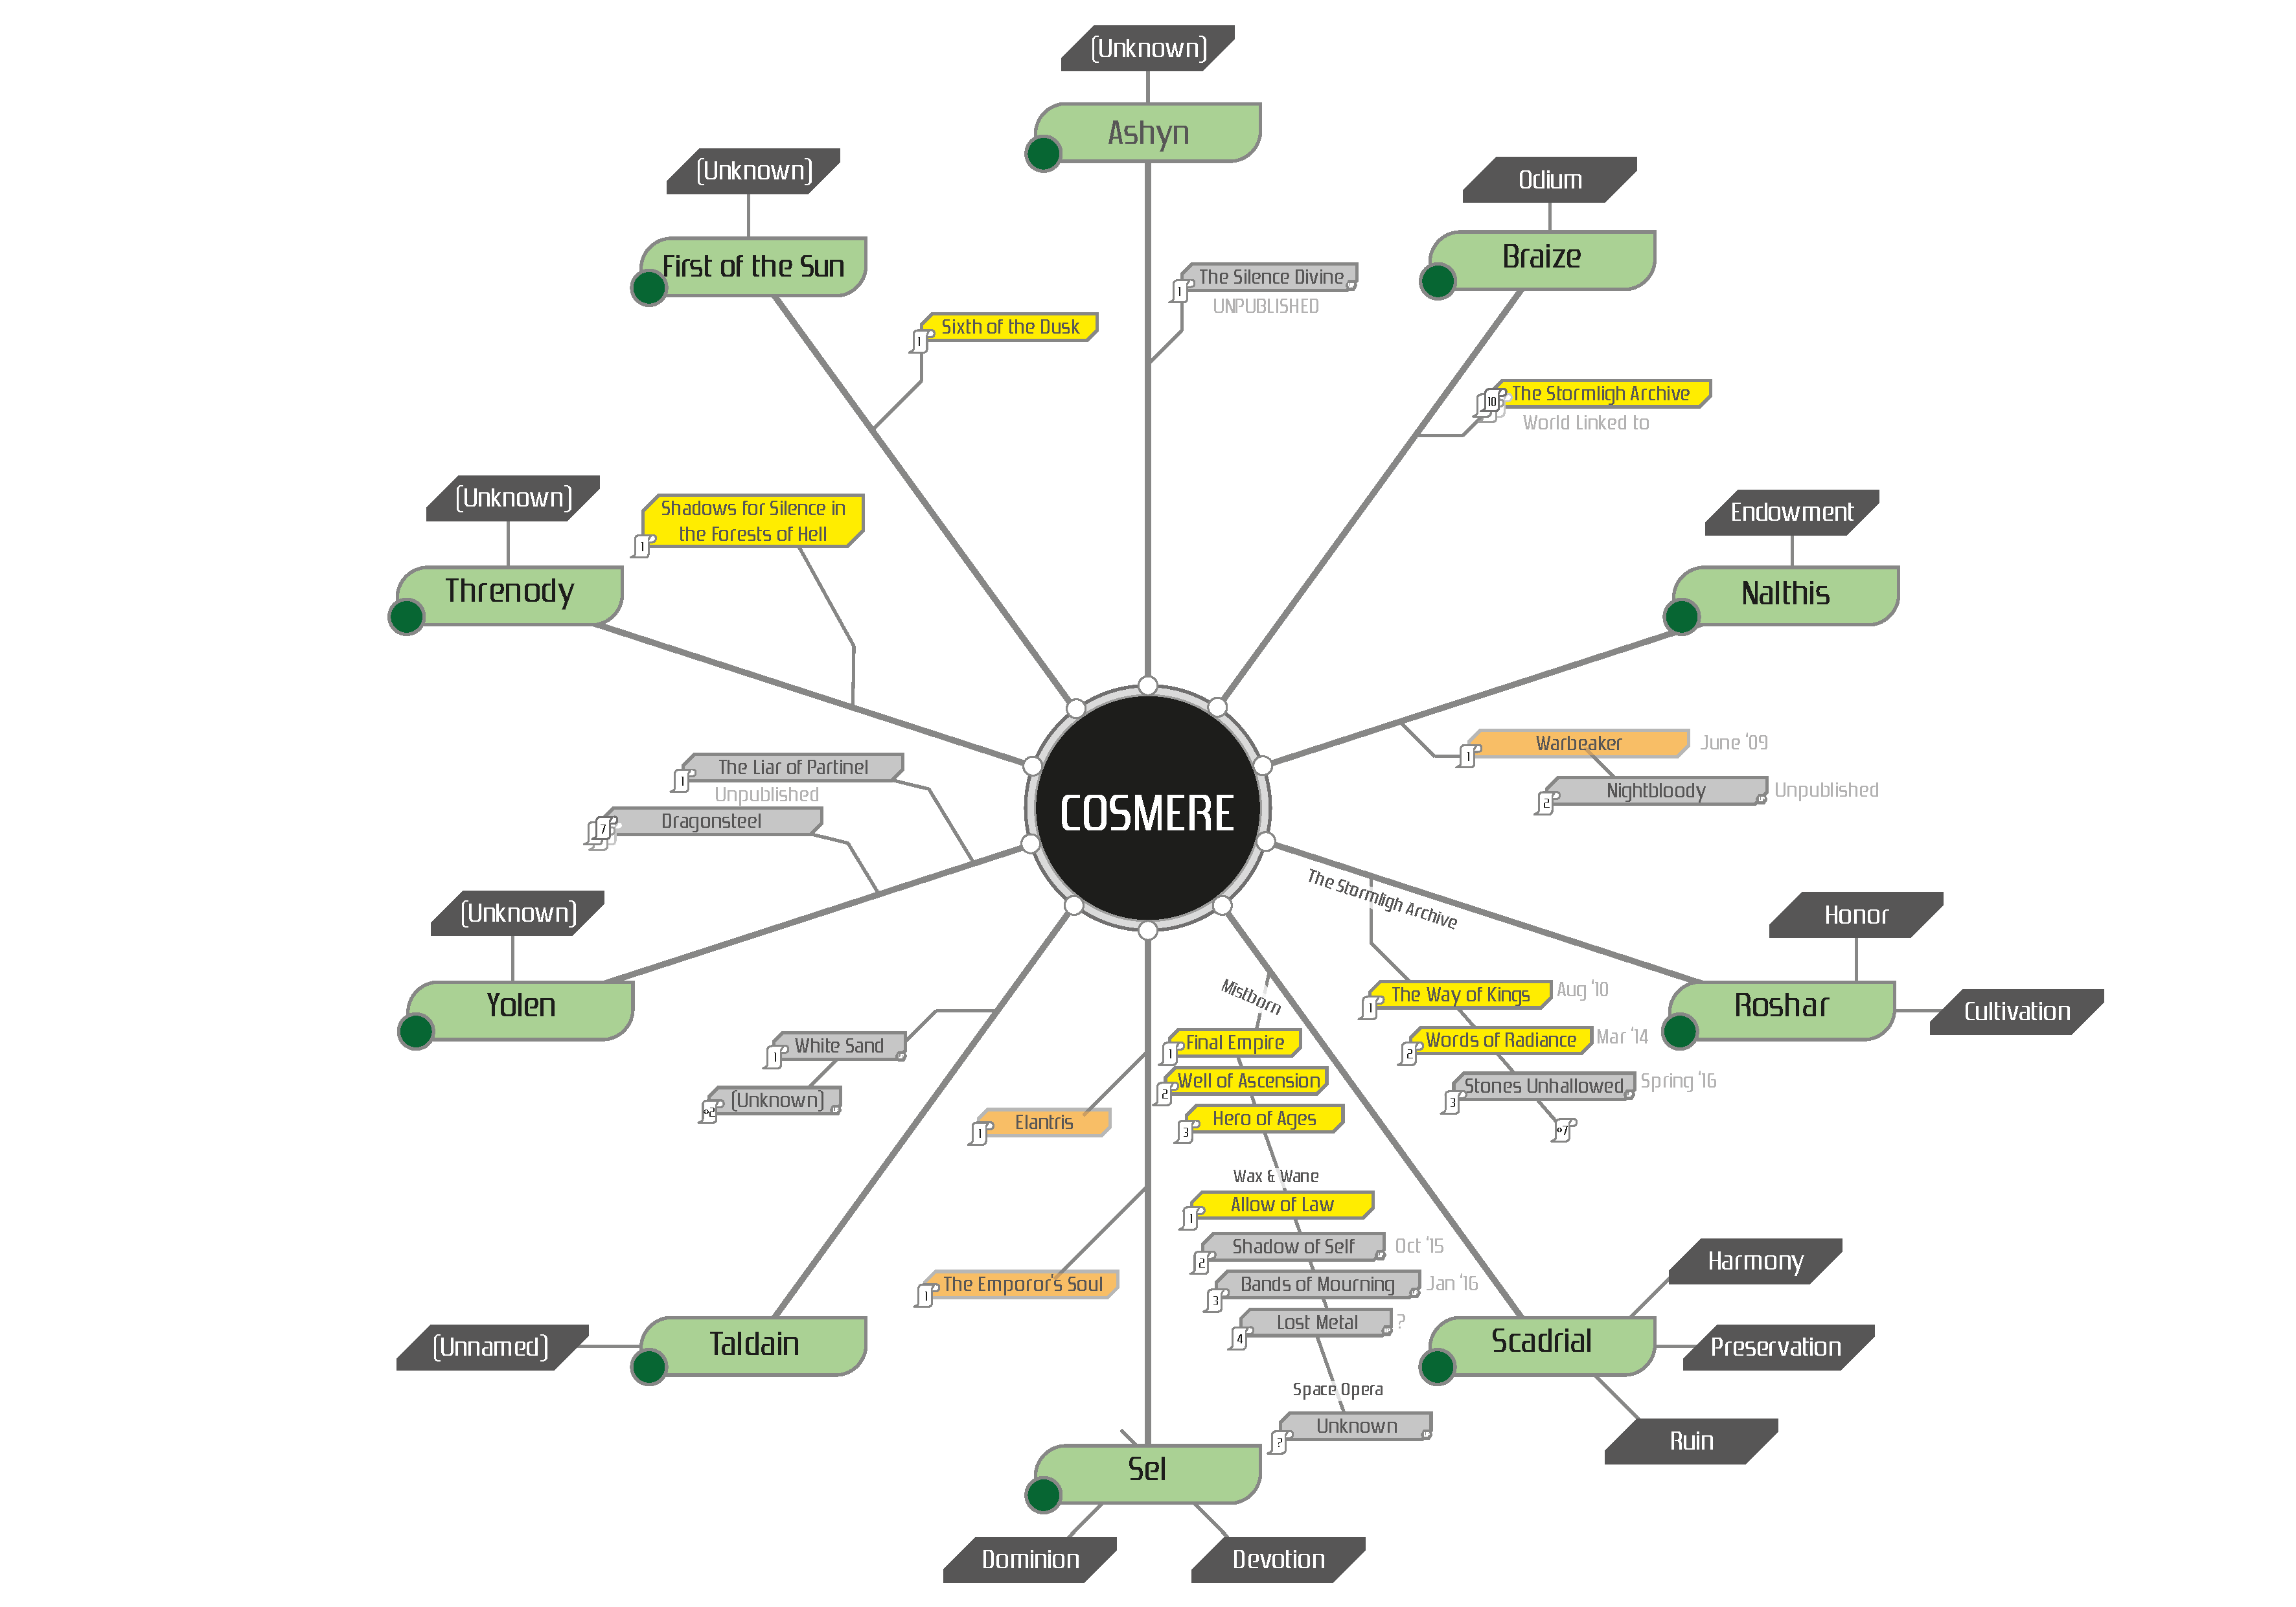 (Unknown)
Ashyn
(Unknown)
First of the Sun
Odium
Braize
The Silence Divine
1
UNPUBLISHED
Sixth of the Dusk
1
The Stormligh Archive
10
World Linked to
(Unknown)
Threnody
Shadows for Silence in
the Forests of Hell
1
Endowment
Nalthis
Warbeaker
1
June '09
Nightbloody
2
Unpublished
The Liar of Partinel
1
Unpublished
Dragonsteel
7
COSMERE
(Unknown)
Yolen
The Stormligh Archive
Honor
Roshar
Cultivation
The Way of Kings
1
Aug '10
Words of Radiance
2
Mar '14
Stones Unhallowed
3
Spring '16
+7
Mistborn
Final Empire
1
Well of Ascension
2
Hero of Ages
3
Wax & Wane
Allow of Law
1
Shadow of Self
2
Oct '15
Bands of Mourning
3
Jan '16
Lost Metal
4
?
Space Opera
Unknown
?
White Sand
1
(Unknown)
+2
Elantris
1
The Emporor's Soul
1
(Unnamed)
Taldain
Harmony
Scadrial
Preservation
Ruin
Sel
Dominion
Devotion